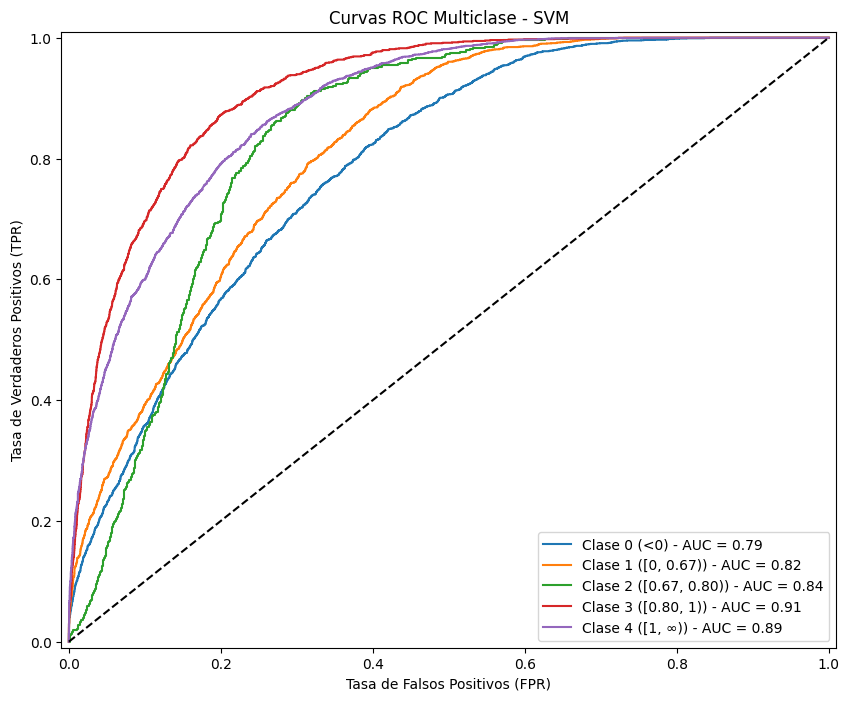 Curvas ROC Multiclase - SVM
Tasa de Verdaderos Positivos (TPR)
1.0
0.8
0.6
0.4
0.2
0.0
Clase 0 (<0) - AUC = 0.79
Clase 1 ([0, 0.67)) - AUC = 0.82
Clase 2 ([0.67, 0.80)) - AUC = 0.84
Clase 3 ([0.80, 1)) - AUC = 0.91
Clase 4 ([1, ∞)) - AUC = 0.89
0.0 0.2 0.4 0.6 0.8 1.0
Tasa de Falsos Positivos (FPR)